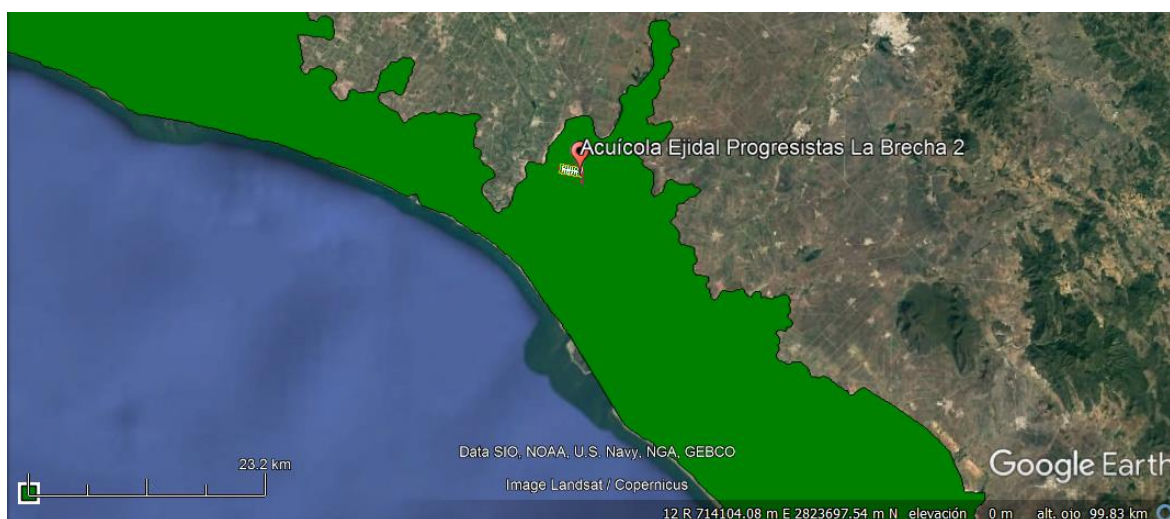 Acuícola Ejidal Progresistas La Brecha 2
23.2 km
Data SIO, NOAA, U.S. Navy, NGA, GEBCO
Image Landsat / Copernicus
Google Earth
12 R 714104.08 m E 2823697.54 m N elevación 0 m alt. ojo 99.83 km